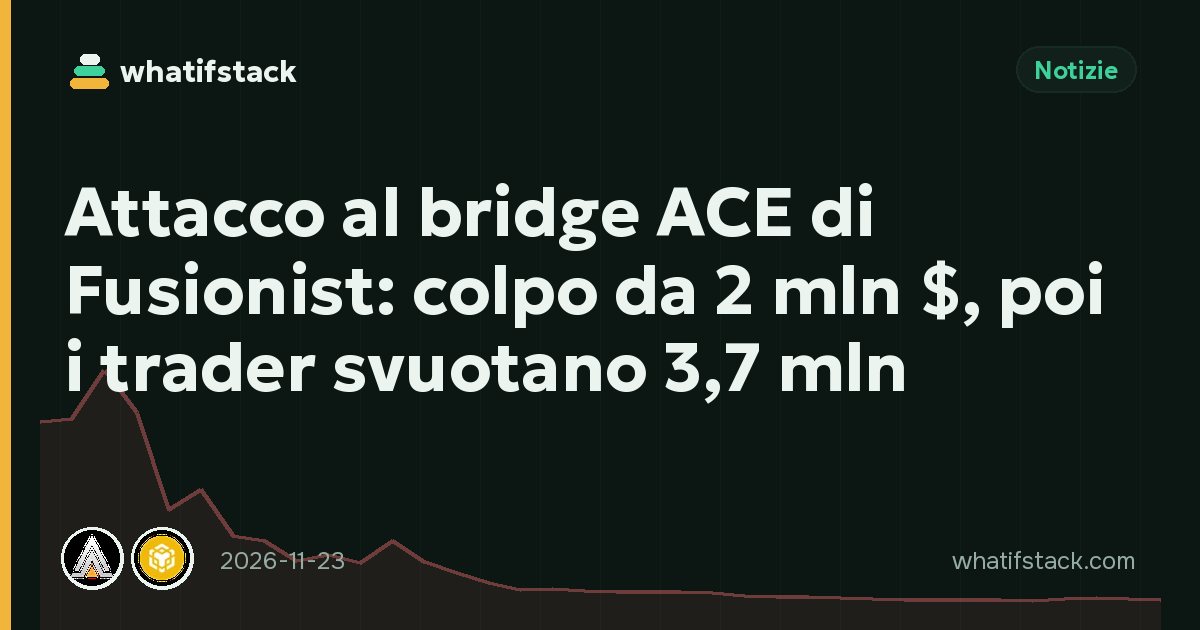 whatifstack
Notizie
Attacco al bridge ACE di
Fusionist: colpo da 2 mln $, poi
i trader svuotano 3,7 mln
2026-11-23
whatifstack.com